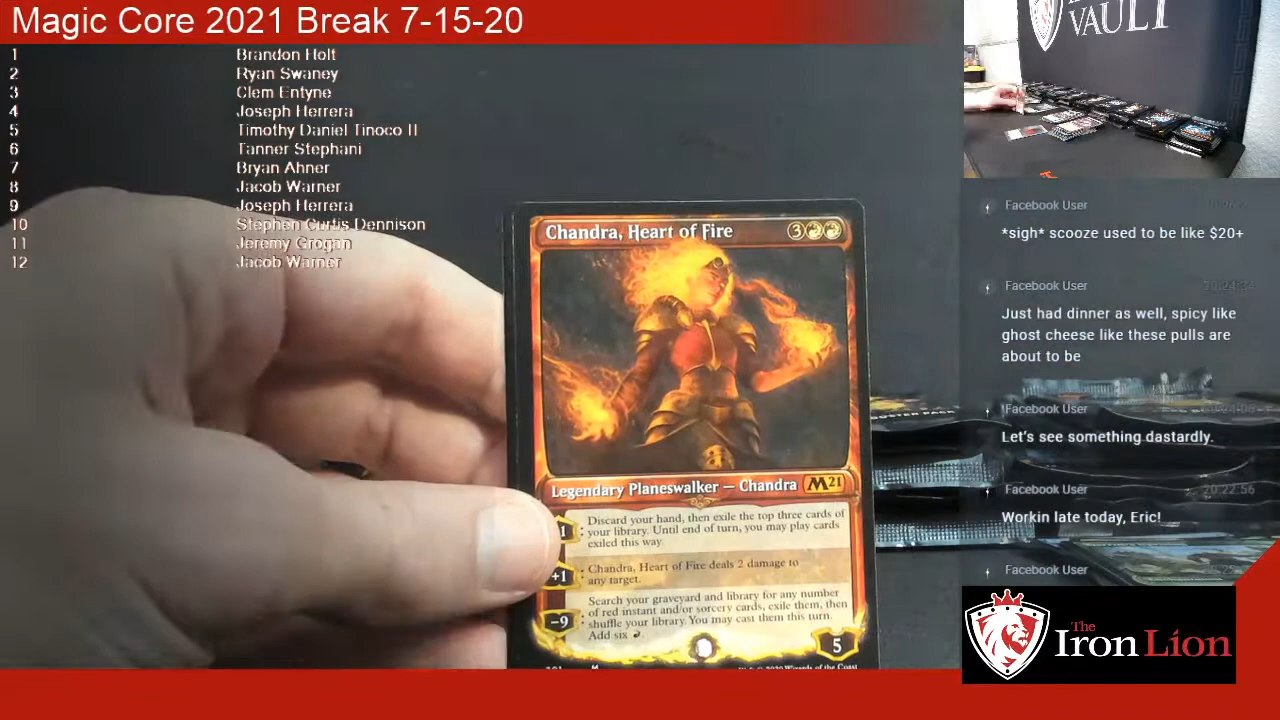 Magic Core 2021 Break 7-15-20
1 Brandon Holt
2 Ryan Swaney
3 Clem Entyne
4 Joseph Herrera
5 Timothy Daniel Tinoco II
6 Tanner Stephani
7 Bryan Ahner
8 Jacob Warner
9 Joseph Herrera
10 Stephen Curtis Dennison
11 Jeremy Grogan
12 Jacob Warner
VAULT
Chandra, Heart of Fire 3
Legendary Planeswalker — Chandra M21
Discard your hand, then exile the top three cards of
your library. Until end of turn, you may play cards
exiled this way.
+1 : Chandra, Heart of Fire deals 2 damage to
any target.
Search your graveyard and library for any number
of red instant and/or sorcery cards, exile them, then
−9 : shuffle your library. You may cast them this turn.
Add six
5
Facebook User
*sigh* scooze used to be like $20+
Facebook User 20:24:34
Just had dinner as well, spicy like
ghost cheese like these pulls are
about to be
Facebook User
Let's see something dastardly.
Facebook User 20:22:56
Workin late today, Eric!
Facebook User
The
Iron Lion